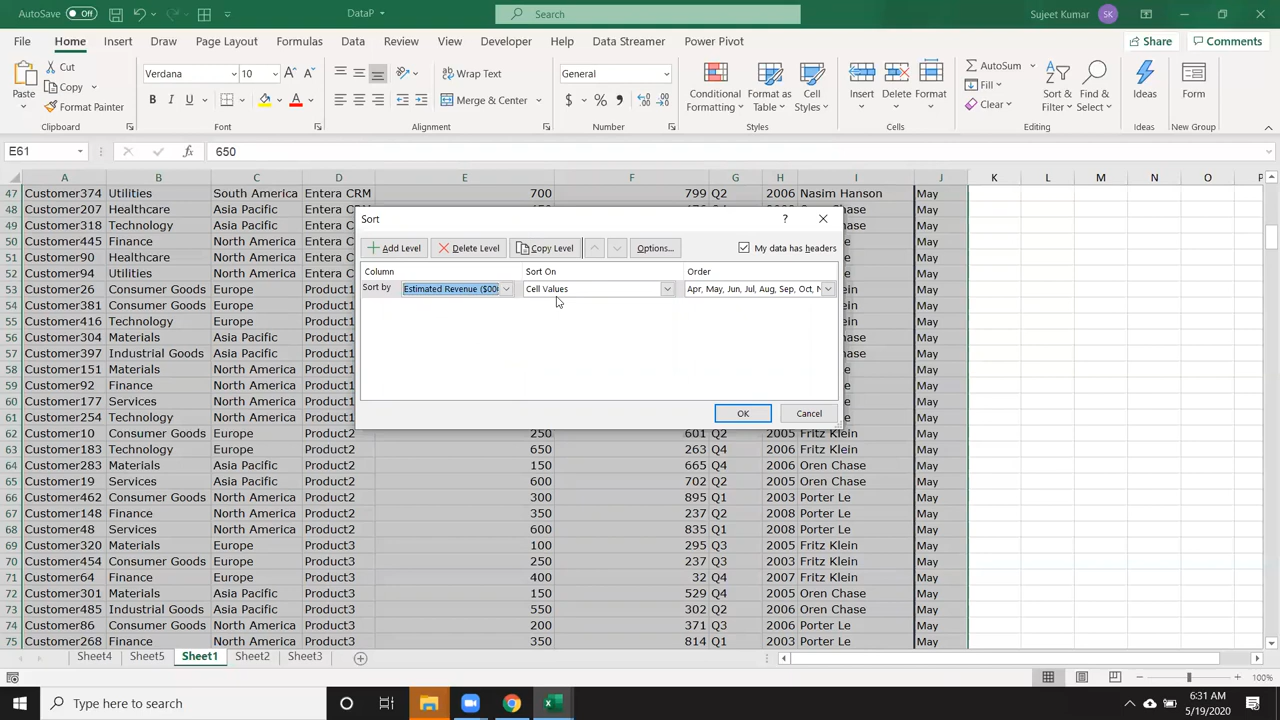 AutoSave Off DataP Search Sujeet Kumar SK
File Home Insert Draw Page Layout Formulas Data Review View Developer Help Data Streamer Power Pivot Share Comments
Paste Cut Copy Format Painter Clipboard
Verdana 10 B I U A Font
Wrap Text Merge & Center Alignment
General $ % Number
Conditional Formatting Format as Table Cell Styles Styles
Insert Delete Format Cells
AutoSum Fill Clear Sort & Filter Find & Select Editing
Ideas Ideas
Form New Group
E61 fx 650
A B C D E F G H I J K L M N O P
47 Customer374 Utilities South America Entera CRM 700 799 Q2 2006 Nasim Hanson May
48 Customer207 Healthcare Asia Pacific May
49 Customer318 Technology Asia Pacific May
50 Customer445 Finance North America May
51 Customer90 Healthcare North America May
52 Customer94 Utilities North America May
53 Customer26 Consumer Goods Europe Product1 May
54 Customer381 Consumer Goods Europe May
55 Customer416 Technology Europe May
56 Customer304 Materials Asia Pacific May
57 Customer397 Industrial Goods Asia Pacific May
58 Customer151 Materials North America May
59 Customer92 Finance North America May
60 Customer177 Services North America May
61 Customer254 Technology North America May
62 Customer10 Consumer Goods Europe Product2 250 601 Q2 2005 Fritz Klein May
63 Customer183 Technology Europe Product2 650 263 Q4 2006 Fritz Klein May
64 Customer283 Materials Asia Pacific Product2 150 665 Q4 2006 Oren Chase May
65 Customer19 Services Asia Pacific Product2 600 702 Q2 2005 Oren Chase May
66 Customer462 Consumer Goods North America Product2 300 895 Q1 2003 Porter Le May
67 Customer148 Finance North America Product2 350 237 Q2 2008 Porter Le May
68 Customer48 Services North America Product2 600 835 Q1 2008 Porter Le May
69 Customer320 Materials Europe Product3 100 295 Q3 2005 Fritz Klein May
70 Customer454 Consumer Goods Europe Product3 250 237 Q3 2003 Fritz Klein May
71 Customer64 Finance Europe Product3 400 32 Q4 2007 Fritz Klein May
72 Customer301 Materials Asia Pacific Product3 150 529 Q4 2005 Oren Chase May
73 Customer485 Industrial Goods Asia Pacific Product3 550 302 Q2 2006 Oren Chase May
74 Customer86 Consumer Goods North America Product3 200 371 Q3 2006 Porter Le May
75 Customer268 Finance North America Product3 350 814 Q1 2003 Porter Le May
Sort ?
Add Level Delete Level Copy Level Options... My data has headers
Column Sort On Order
Sort by Estimated Revenue ($00 Cell Values Apr, May, Jun, Jul, Aug, Sep, Oct, N
OK Cancel
Sheet4 Sheet5 Sheet1 Sheet2 Sheet3
100%
Type here to search
6:31 AM
5/19/2020